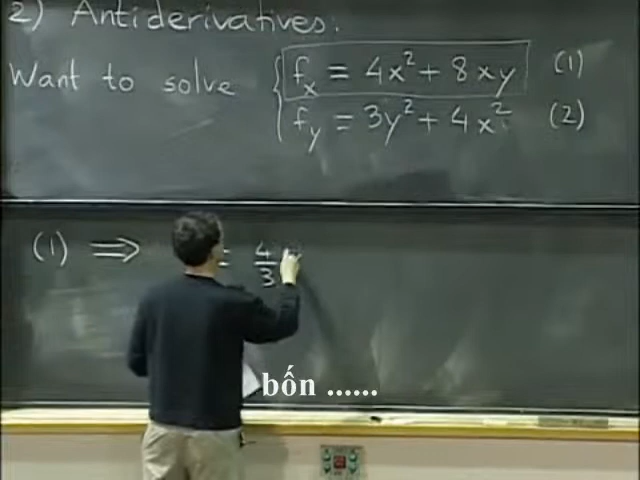 2) Antiderivatives.
Want to solve { f_x = 4x² + 8xy (1)
f_y = 3y² + 4x² (2)
(1) ⇒ = 4/3
bốn ......